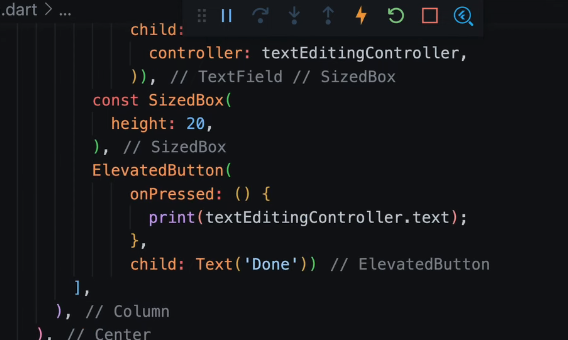 .dart > ...
child:
controller: textEditingController,
)), // TextField // SizedBox
const SizedBox(
height: 20,
), // SizedBox
ElevatedButton(
onPressed: () {
print(textEditingController.text);
},
child: Text('Done')) // ElevatedButton
],
), // Column
), // Center